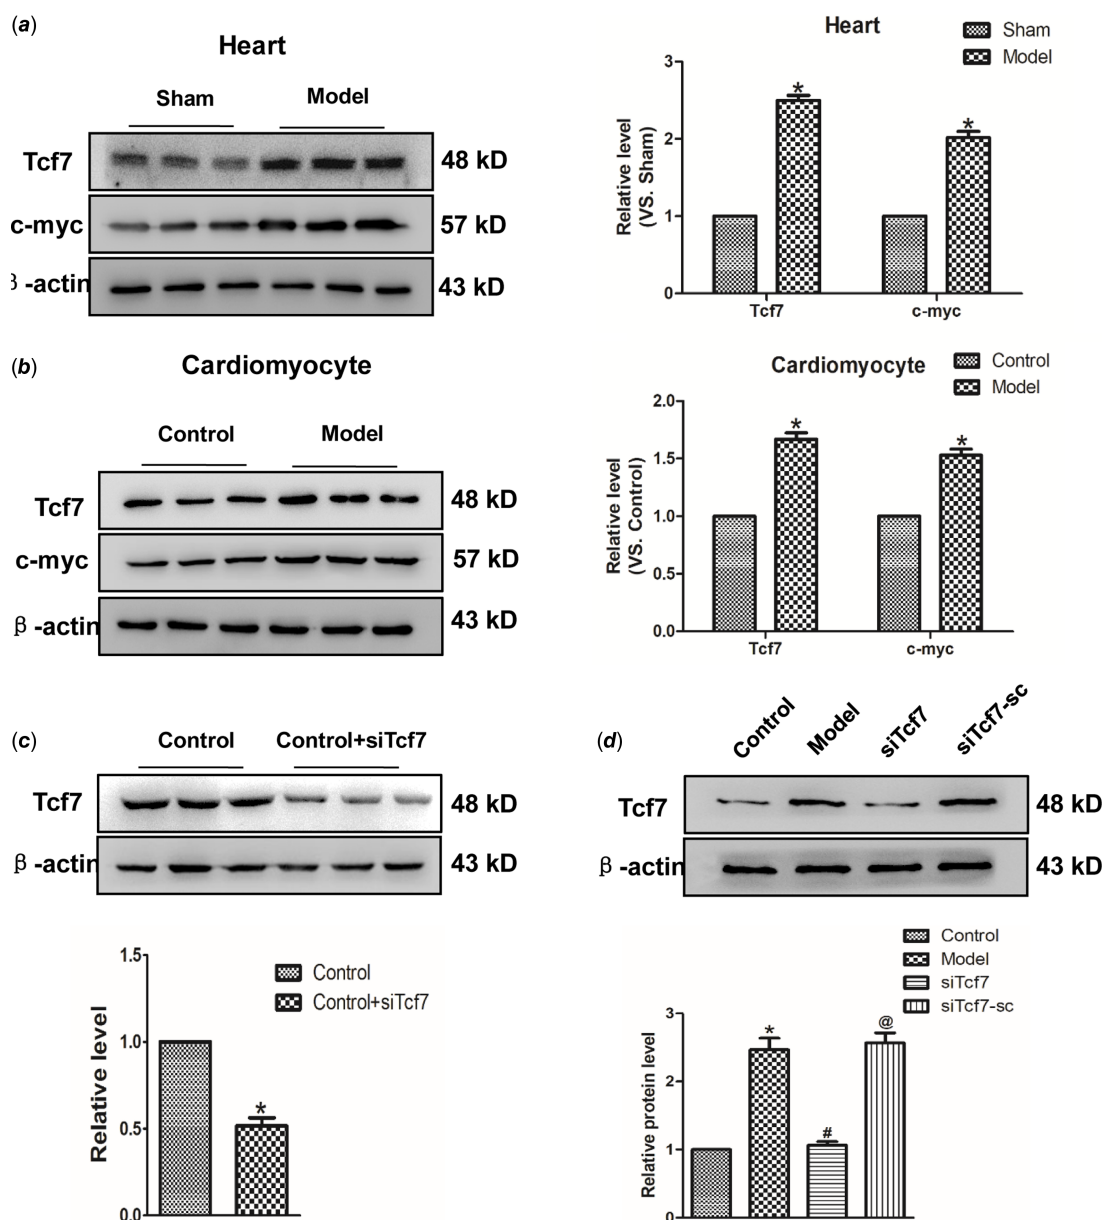 (a)
Heart
Sham Model
Tcf7 48 kD
c-myc 57 kD
β -actin 43 kD
Heart
Sham
Model
Relative level
(VS. Sham)
3
2
1
0
* *
Tcf7 c-myc
(b)
Cardiomyocyte
Control Model
Tcf7 48 kD
c-myc 57 kD
β -actin 43 kD
Cardiomyocyte
Control
Model
Relative level
(VS. Control)
2.0
1.5
1.0
0.5
0.0
* *
Tcf7 c-myc
(c)
Control Control+siTcf7
Tcf7 48 kD
β -actin 43 kD
Control
Control+siTcf7
Relative level
1.5
1.0
0.5
0.0
*
(d)
Control Model siTcf7 siTcf7-sc
Tcf7 48 kD
β -actin 43 kD
Control
Model
siTcf7
siTcf7-sc
Relative protein level
3
2
1
0
* # @